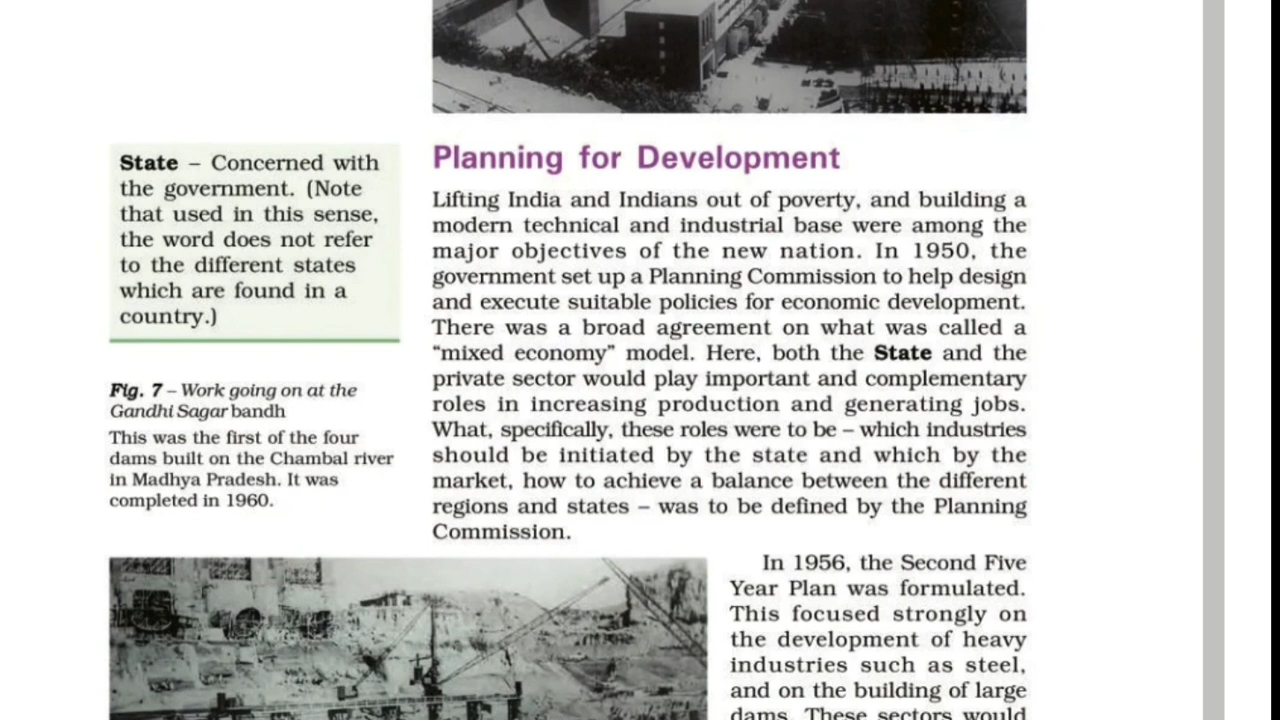 State – Concerned with
the government. (Note
that used in this sense,
the word does not refer
to the different states
which are found in a
country.)
Fig. 7 – Work going on at the
Gandhi Sagar bandh
This was the first of the four
dams built on the Chambal river
in Madhya Pradesh. It was
completed in 1960.
Planning for Development
Lifting India and Indians out of poverty, and building a
modern technical and industrial base were among the
major objectives of the new nation. In 1950, the
government set up a Planning Commission to help design
and execute suitable policies for economic development.
There was a broad agreement on what was called a
“mixed economy” model. Here, both the State and the
private sector would play important and complementary
roles in increasing production and generating jobs.
What, specifically, these roles were to be – which industries
should be initiated by the state and which by the
market, how to achieve a balance between the different
regions and states – was to be defined by the Planning
Commission.
In 1956, the Second Five
Year Plan was formulated.
This focused strongly on
the development of heavy
industries such as steel,
and on the building of large
dams. These sectors would